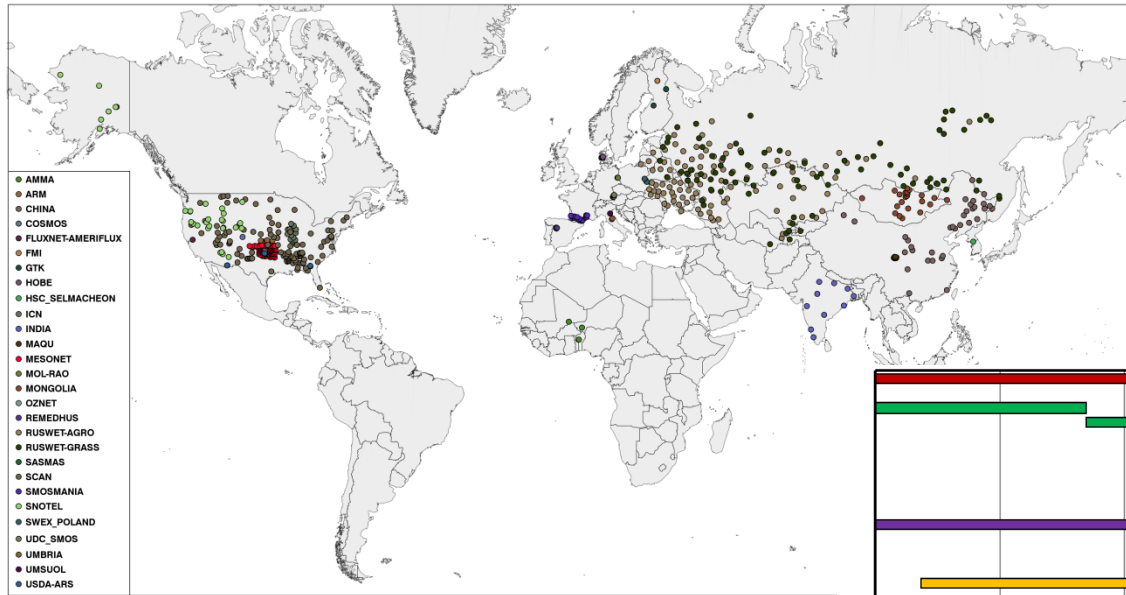 AMMA
ARM
CHINA
COSMOS
FLUXNET-AMERIFLUX
FMI
GTK
HOBE
HSC_SELMACHEON
ICN
INDIA
MAQU
MESONET
MOL-RAO
MONGOLIA
OZNET
REMEDHUS
RUSWET-AGRO
RUSWET-GRASS
SASMAS
SCAN
SMOSMANIA
SNOTEL
SWEX_POLAND
UDC_SMOS
UMBRIA
UMSUOL
USDA-ARS